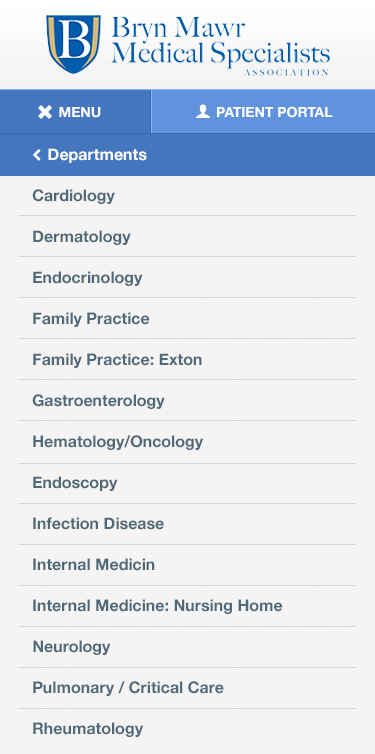 B
Bryn Mawr
Medical Specialists
ASSOCIATION
MENU
PATIENT PORTAL
Departments
Cardiology
Dermatology
Endocrinology
Family Practice
Family Practice: Exton
Gastroenterology
Hematology/Oncology
Endoscopy
Infection Disease
Internal Medicin
Internal Medicine: Nursing Home
Neurology
Pulmonary / Critical Care
Rheumatology